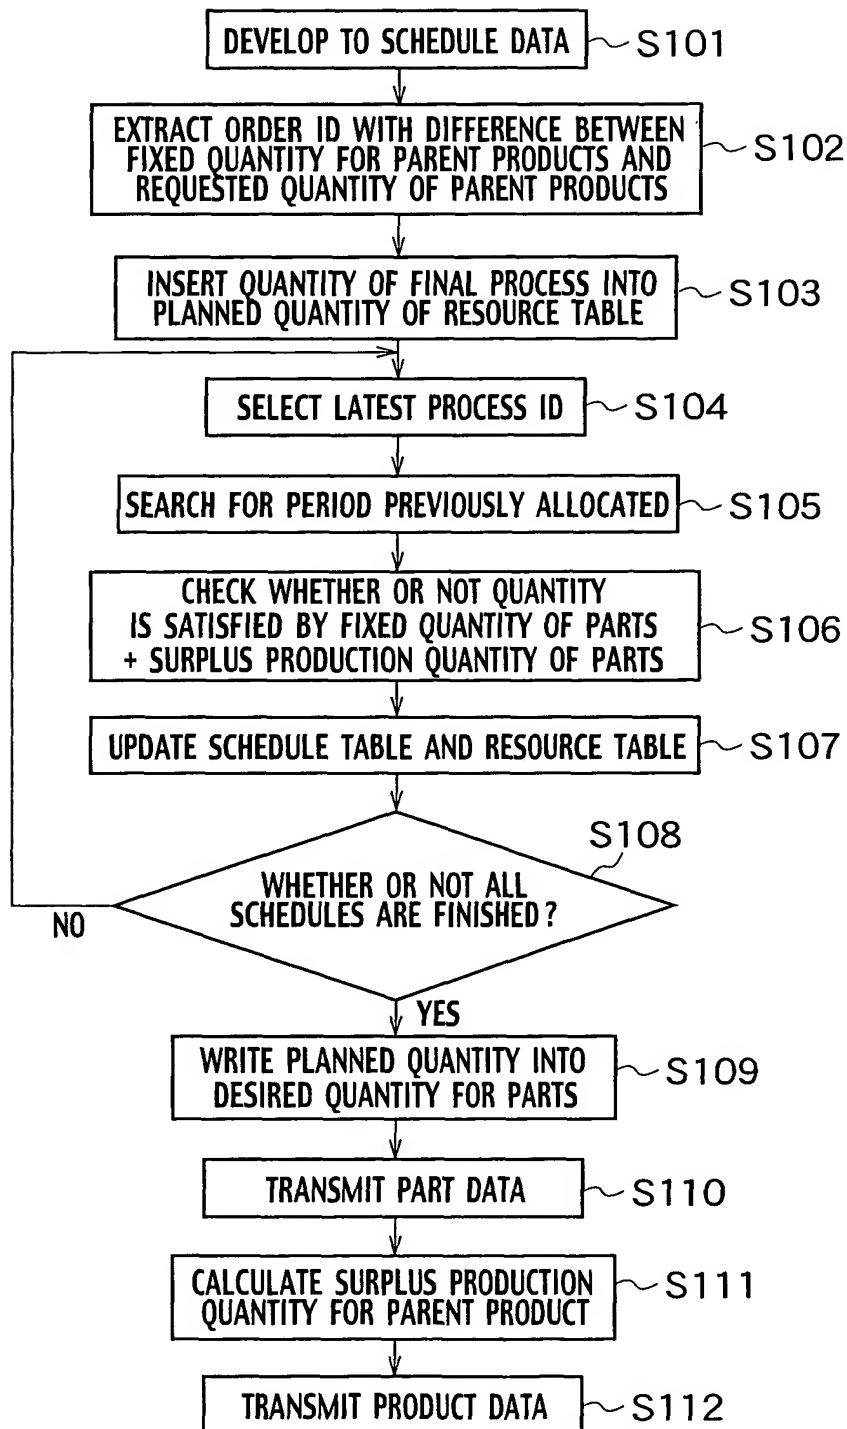 DEVELOP TO SCHEDULE DATA
S101
EXTRACT ORDER ID WITH DIFFERENCE BETWEEN
FIXED QUANTITY FOR PARENT PRODUCTS AND
REQUESTED QUANTITY OF PARENT PRODUCTS
S102
INSERT QUANTITY OF FINAL PROCESS INTO
PLANNED QUANTITY OF RESOURCE TABLE
S103
SELECT LATEST PROCESS ID
S104
SEARCH FOR PERIOD PREVIOUSLY ALLOCATED
S105
CHECK WHETHER OR NOT QUANTITY
IS SATISFIED BY FIXED QUANTITY OF PARTS
+ SURPLUS PRODUCTION QUANTITY OF PARTS
S106
UPDATE SCHEDULE TABLE AND RESOURCE TABLE
S107
S108
WHETHER OR NOT ALL
SCHEDULES ARE FINISHED?
NO
YES
WRITE PLANNED QUANTITY INTO
DESIRED QUANTITY FOR PARTS
S109
TRANSMIT PART DATA
S110
CALCULATE SURPLUS PRODUCTION
QUANTITY FOR PARENT PRODUCT
S111
TRANSMIT PRODUCT DATA
S112